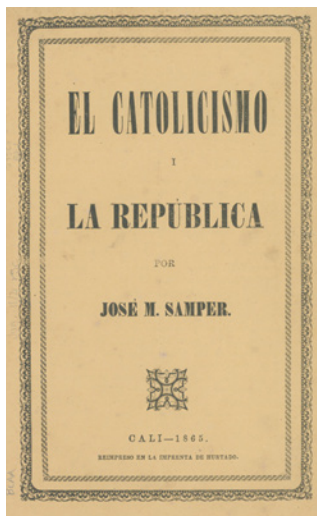 EL CATOLICISMO
I
LA REPÚBLICA
POR
JOSÉ M. SAMPER.
CALI—1865.
REIMPRESO EN LA IMPRENTA DE HURTADO.